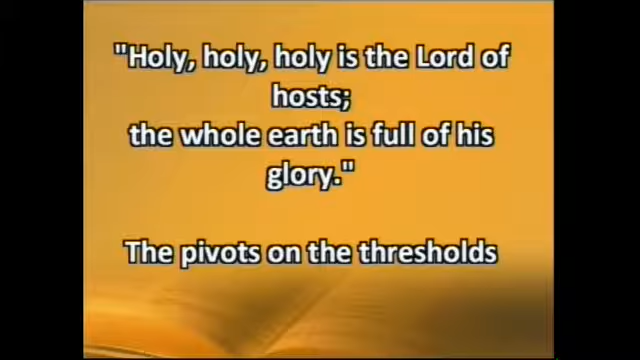 "Holy, holy, holy is the Lord of
hosts;
the whole earth is full of his
glory."
The pivots on the thresholds